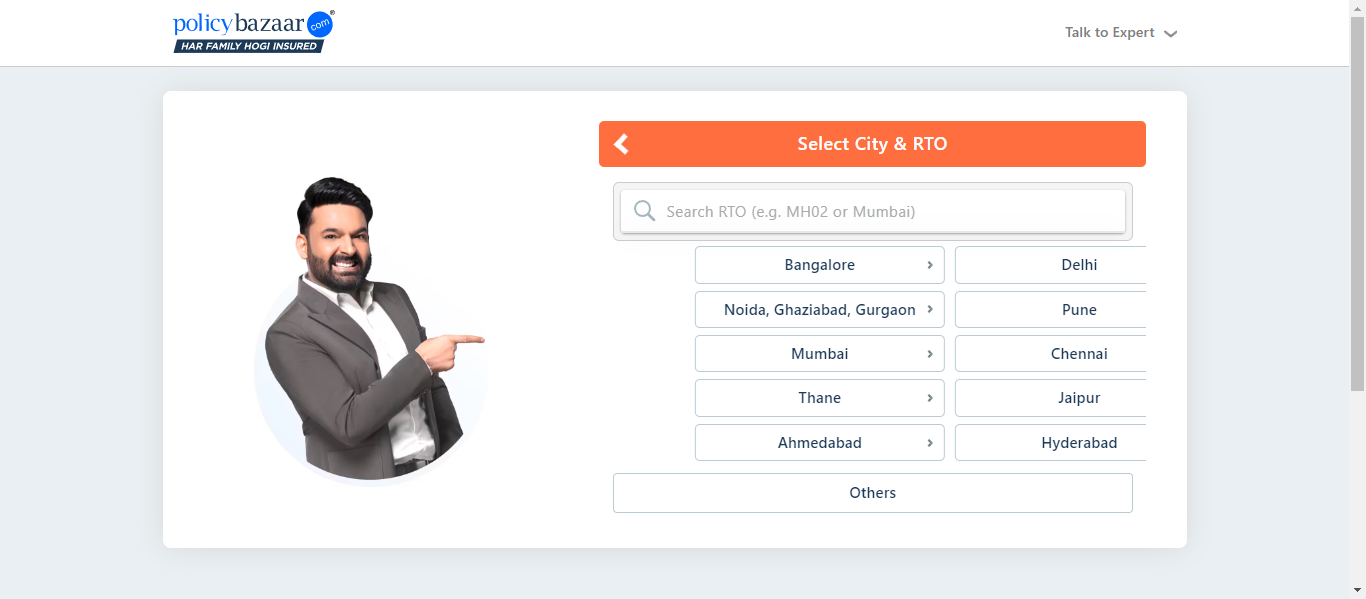 policybazaar.com®
HAR FAMILY HOGI INSURED
Talk to Expert
Select City & RTO
Search RTO (e.g. MH02 or Mumbai)
Bangalore
Delhi
Noida, Ghaziabad, Gurgaon
Pune
Mumbai
Chennai
Thane
Jaipur
Ahmedabad
Hyderabad
Others